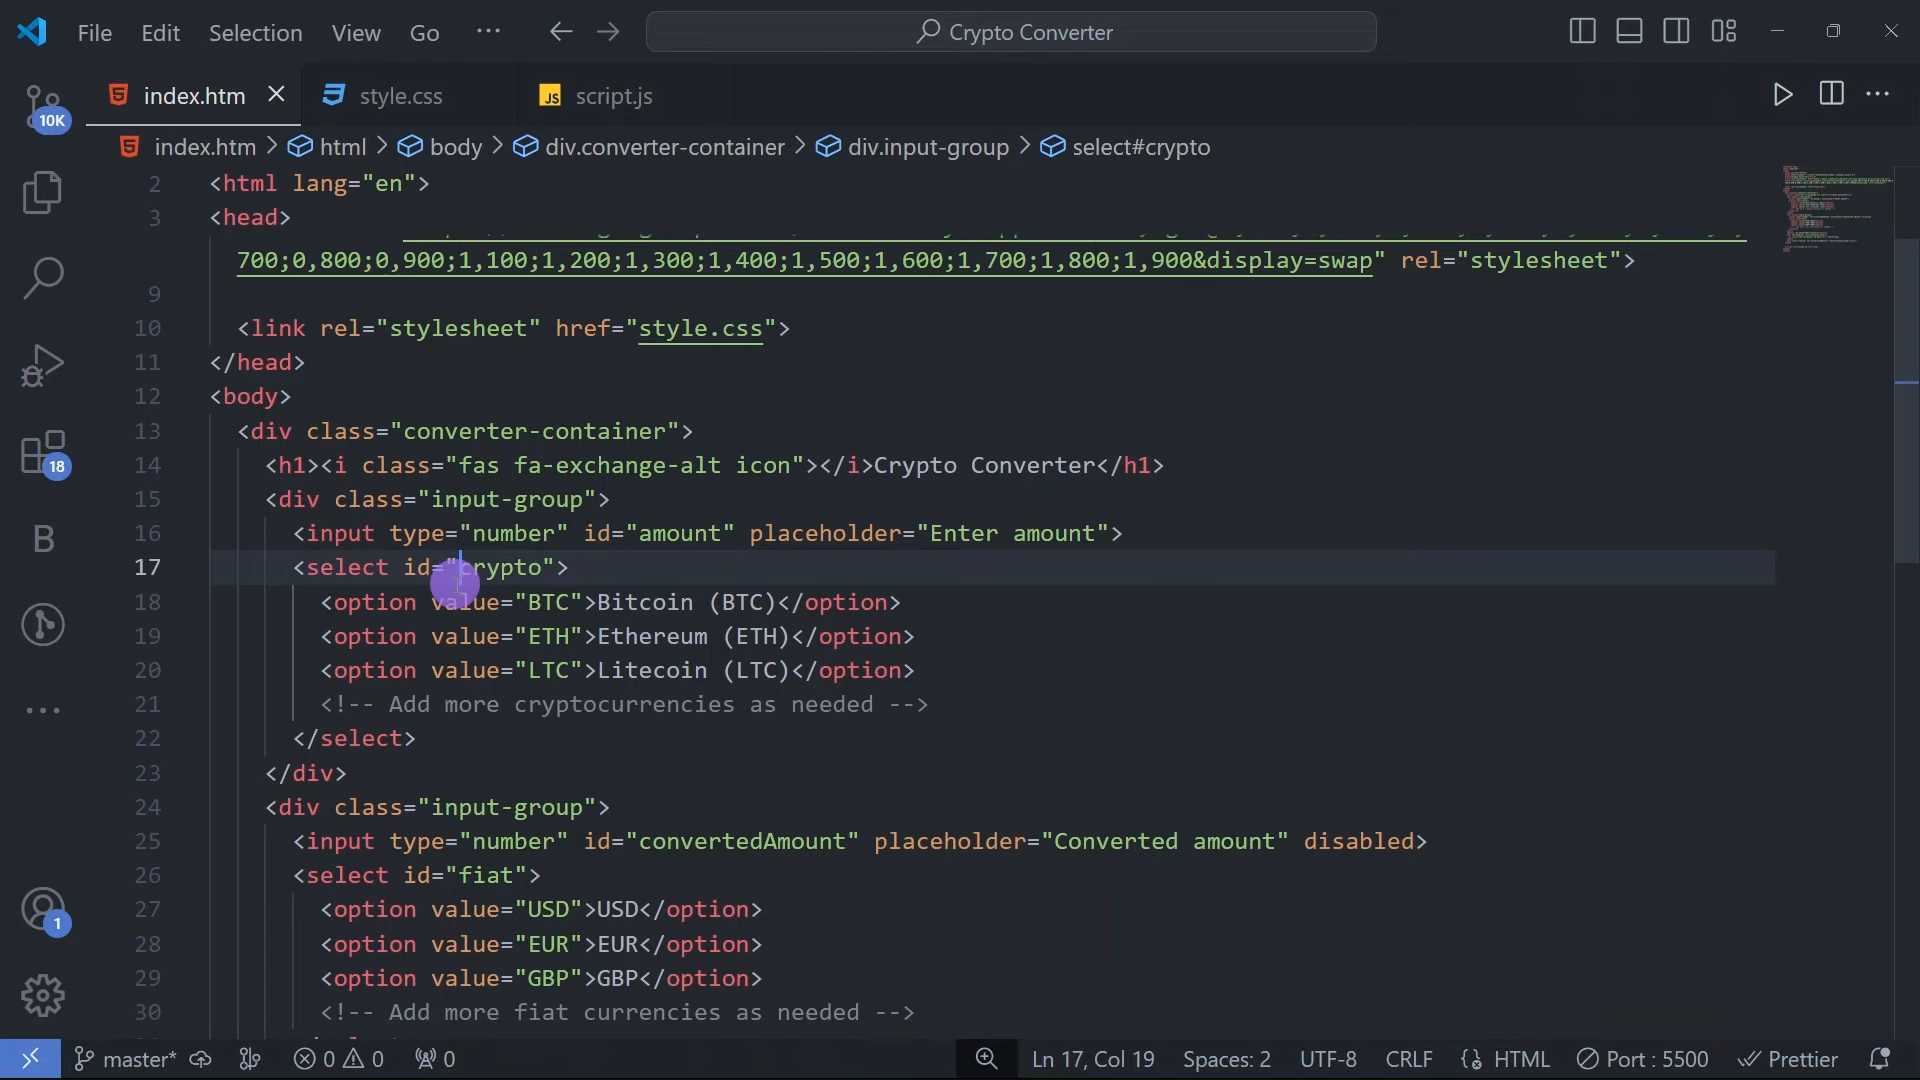 File Edit Selection View Go ··· Crypto Converter
10K
18
B
1
index.htm style.css JS script.js
index.htm > html > body > div.converter-container > div.input-group > select#crypto
2 <html lang="en">
3 <head>
700;0,800;0,900;1,100;1,200;1,300;1,400;1,500;1,600;1,700;1,800;1,900&display=swap" rel="stylesheet">
9
10 <link rel="stylesheet" href="style.css">
11 </head>
12 <body>
13 <div class="converter-container">
14 <h1><i class="fas fa-exchange-alt icon"></i>Crypto Converter</h1>
15 <div class="input-group">
16 <input type="number" id="amount" placeholder="Enter amount">
17 <select id="crypto">
18 <option value="BTC">Bitcoin (BTC)</option>
19 <option value="ETH">Ethereum (ETH)</option>
20 <option value="LTC">Litecoin (LTC)</option>
21 <!-- Add more cryptocurrencies as needed -->
22 </select>
23 </div>
24 <div class="input-group">
25 <input type="number" id="convertedAmount" placeholder="Converted amount" disabled>
26 <select id="fiat">
27 <option value="USD">USD</option>
28 <option value="EUR">EUR</option>
29 <option value="GBP">GBP</option>
30 <!-- Add more fiat currencies as needed -->
master* 0 0 0 Ln 17, Col 19 Spaces: 2 UTF-8 CRLF HTML Port : 5500 Prettier